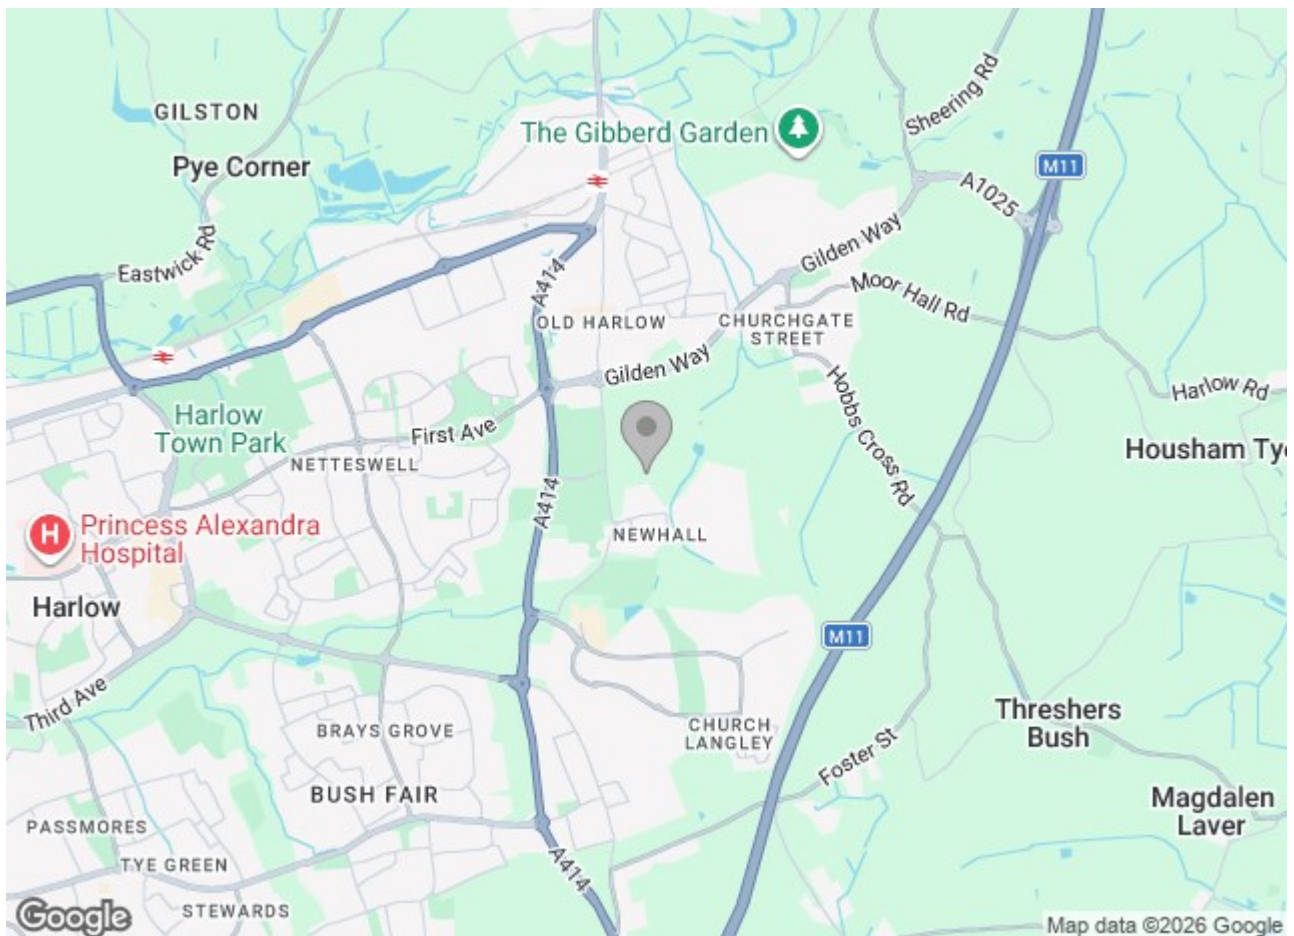 GILSTON
Pye Corner
The Gibberd Garden
Sheering Rd
M11
A1025
Eastwick Rd
A414
Gilden Way
Moor Hall Rd
OLD HARLOW
CHURCHGATE
STREET
Gilden Way
Harlow Rd
Harlow
Town Park
First Ave
Hobbs Cross Rd
NETTESWELL
Housham Tye
A414
Princess Alexandra
Hospital
NEWHALL
Harlow
M11
Third Ave
BRAYS GROVE
CHURCH
LANGLEY
Foster St
Threshers
Bush
BUSH FAIR
Magdalen
Laver
PASSMORES
TYE GREEN
A414
STEWARDS
Google
Map data ©2026 Google